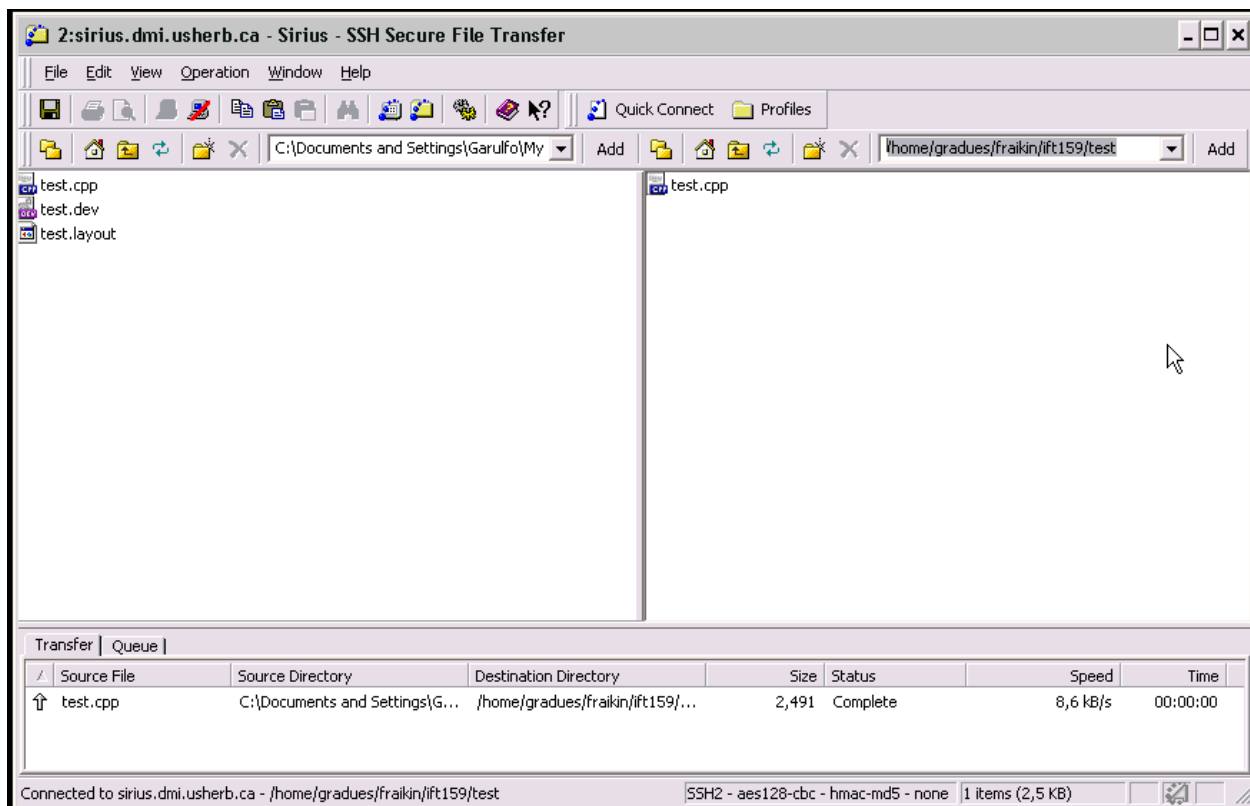 2:sirius.dmi.usherb.ca - Sirius - SSH Secure File Transfer
File Edit View Operation Window Help
Quick Connect Profiles
C:\Documents and Settings\Garulfo\My Add /home/gradues/fraikin/ift159/test Add
test.cpp test.cpp
test.dev
test.layout
Transfer Queue
Source File Source Directory Destination Directory Size Status Speed Time
test.cpp C:\Documents and Settings\G... /home/gradues/fraikin/ift159/... 2,491 Complete 8,6 kB/s 00:00:00
Connected to sirius.dmi.usherb.ca - /home/gradues/fraikin/ift159/test SSH2 - aes128-cbc - hmac-md5 - none 1 items (2,5 KB)